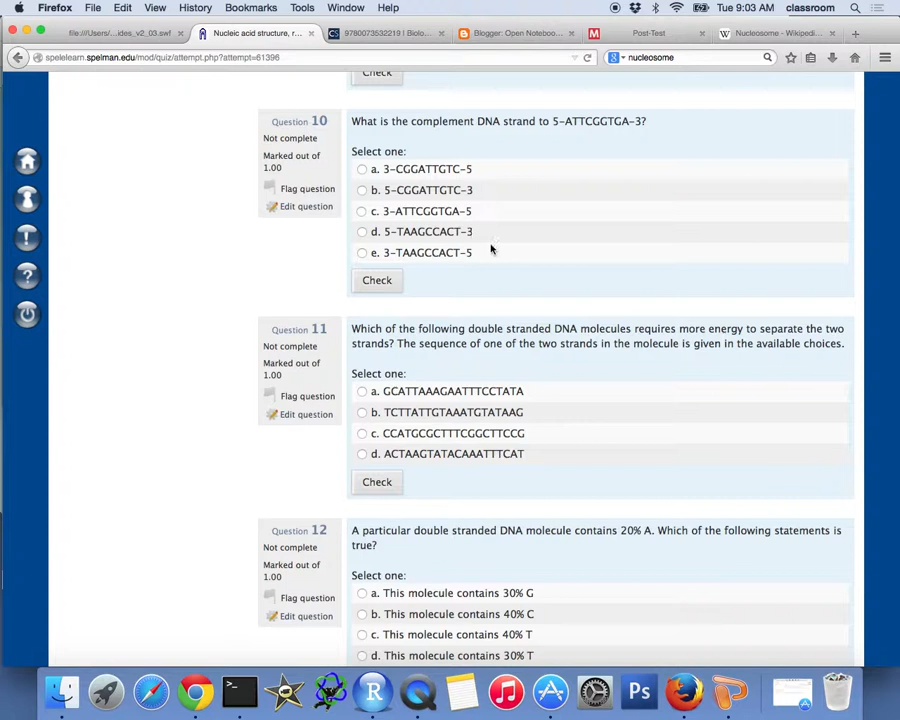 Firefox File Edit View History Bookmarks Tools Window Help Tue 9:03 AM classroom
file:///Users/...ides_v2_03.swf × Nucleic acid structure, r... × 9780073532219 | Biolo... × Blogger: Open Notebook... × Post-Test × Nucleosome - Wikipedi... × +
spelelearn.spelman.edu/mod/quiz/attempt.php?attempt=61396 nucleosome
Check
Question 10
Not complete
Marked out of
1.00
Flag question
Edit question
What is the complement DNA strand to 5-ATTCGGTGA-3?
Select one:
a. 3-CGGATTGTC-5
b. 5-CGGATTGTC-3
c. 3-ATTCGGTGA-5
d. 5-TAAGCCACT-3
e. 3-TAAGCCACT-5
Check
Question 11
Not complete
Marked out of
1.00
Flag question
Edit question
Which of the following double stranded DNA molecules requires more energy to separate the two
strands? The sequence of one of the two strands in the molecule is given in the available choices.
Select one:
a. GCATTAAAGAATTTCCTATA
b. TCTTATTGTAAATGTATAAG
c. CCATGCGCTTTCGGCTTCCG
d. ACTAAGTATACAAATTTCAT
Check
Question 12
Not complete
Marked out of
1.00
Flag question
Edit question
A particular double stranded DNA molecule contains 20% A. Which of the following statements is
true?
Select one:
a. This molecule contains 30% G
b. This molecule contains 40% C
c. This molecule contains 40% T
d. This molecule contains 30% T